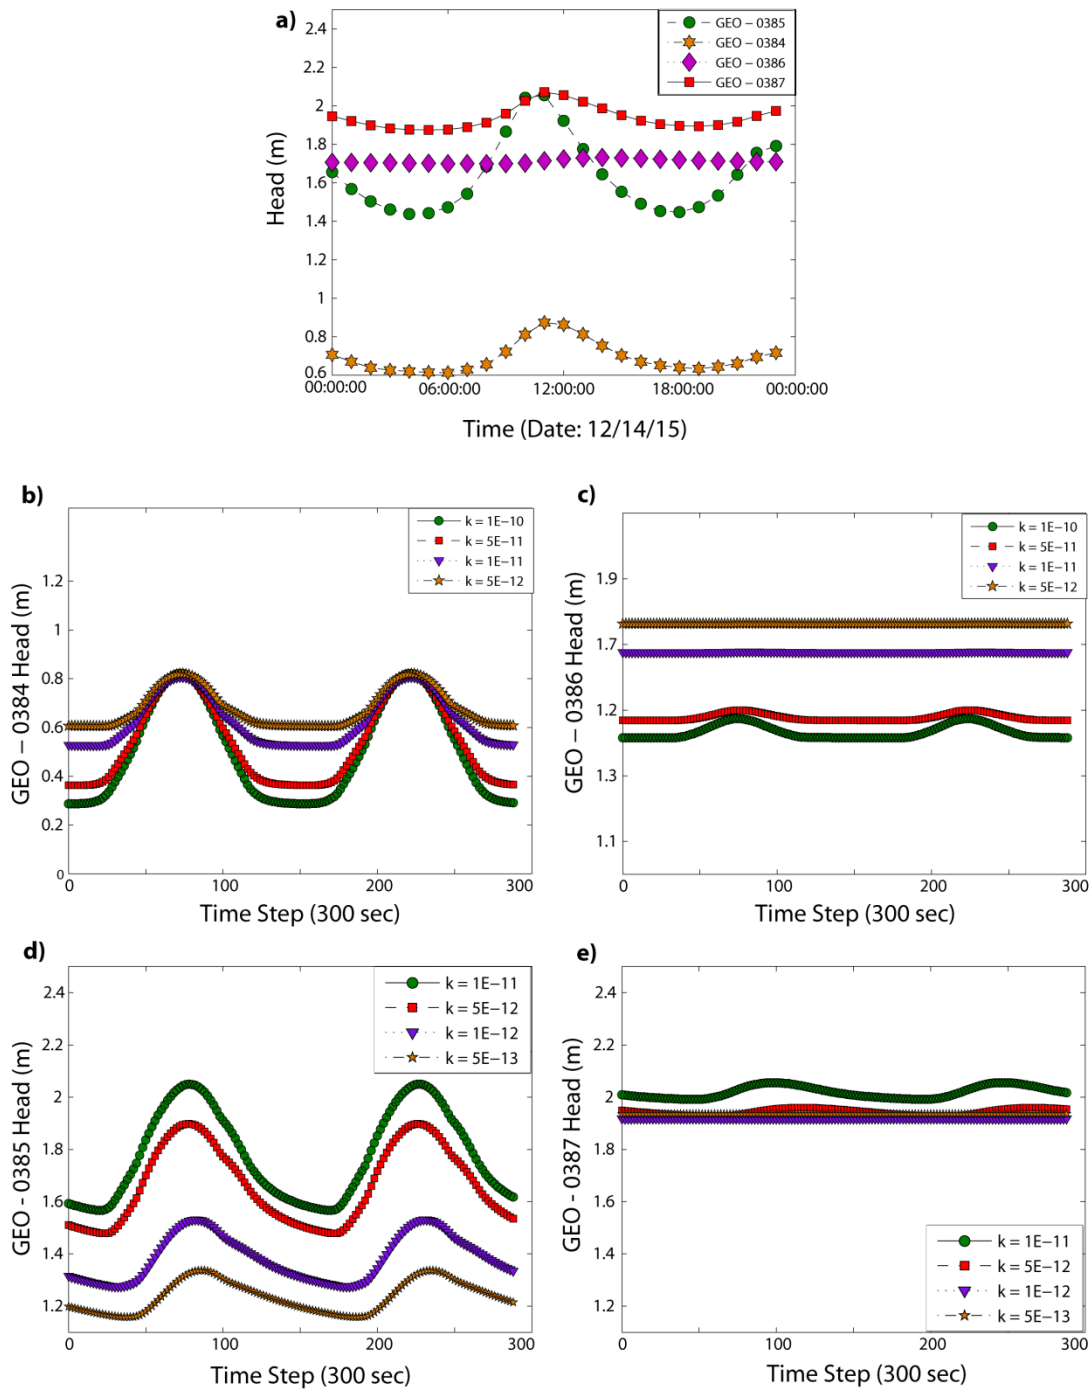 a)
2.4
2.2
2
1.8
1.6
1.4
1.2
1
0.8
0.6
Head (m)
GEO – 0385
GEO – 0384
GEO – 0386
GEO – 0387
00:00:00 06:00:00 12:00:00 18:00:00 00:00:00
Time (Date: 12/14/15)
b)
1.2
1
0.8
0.6
0.4
0.2
0
GEO – 0384 Head (m)
k = 1E−10
k = 5E−11
k = 1E−11
k = 5E−12
0 100 200 300
Time Step (300 sec)
c)
1.9
1.7
1.2
1.3
1.1
GEO – 0386 Head (m)
k = 1E−10
k = 5E−11
k = 1E−11
k = 5E−12
0 100 200 300
Time Step (300 sec)
d)
2.4
2.2
2
1.8
1.6
1.4
1.2
GEO - 0385 Head (m)
k = 1E−11
k = 5E−12
k = 1E−12
k = 5E−13
0 100 200 300
Time Step (300 sec)
e)
2.4
2.2
2
1.8
1.6
1.4
1.2
GEO - 0387 Head (m)
k = 1E−11
k = 5E−12
k = 1E−12
k = 5E−13
0 100 200 300
Time Step (300 sec)